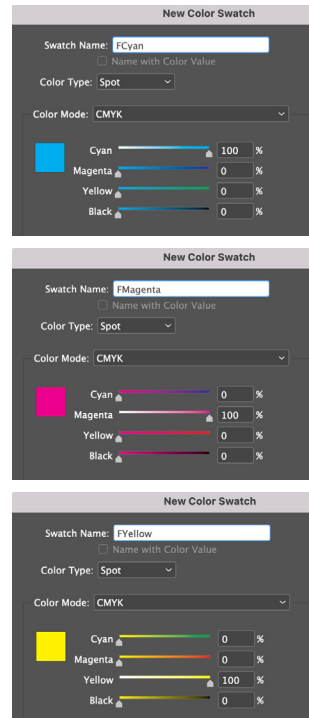 New Color Swatch
Swatch Name: FCyan
Name with Color Value
Color Type: Spot
Color Mode: CMYK
Cyan 100 %
Magenta 0 %
Yellow 0 %
Black 0 %
New Color Swatch
Swatch Name: FMagenta
Name with Color Value
Color Type: Spot
Color Mode: CMYK
Cyan 0 %
Magenta 100 %
Yellow 0 %
Black 0 %
New Color Swatch
Swatch Name: FYellow
Name with Color Value
Color Type: Spot
Color Mode: CMYK
Cyan 0 %
Magenta 0 %
Yellow 100 %
Black 0 %